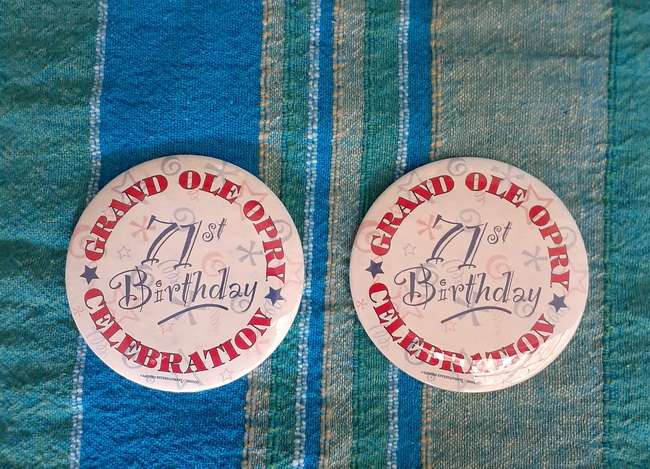 GRAND OLE OPRY
71st
Birthday
CELEBRATION
GRAND OLE OPRY
71st
Birthday
CELEBRATION